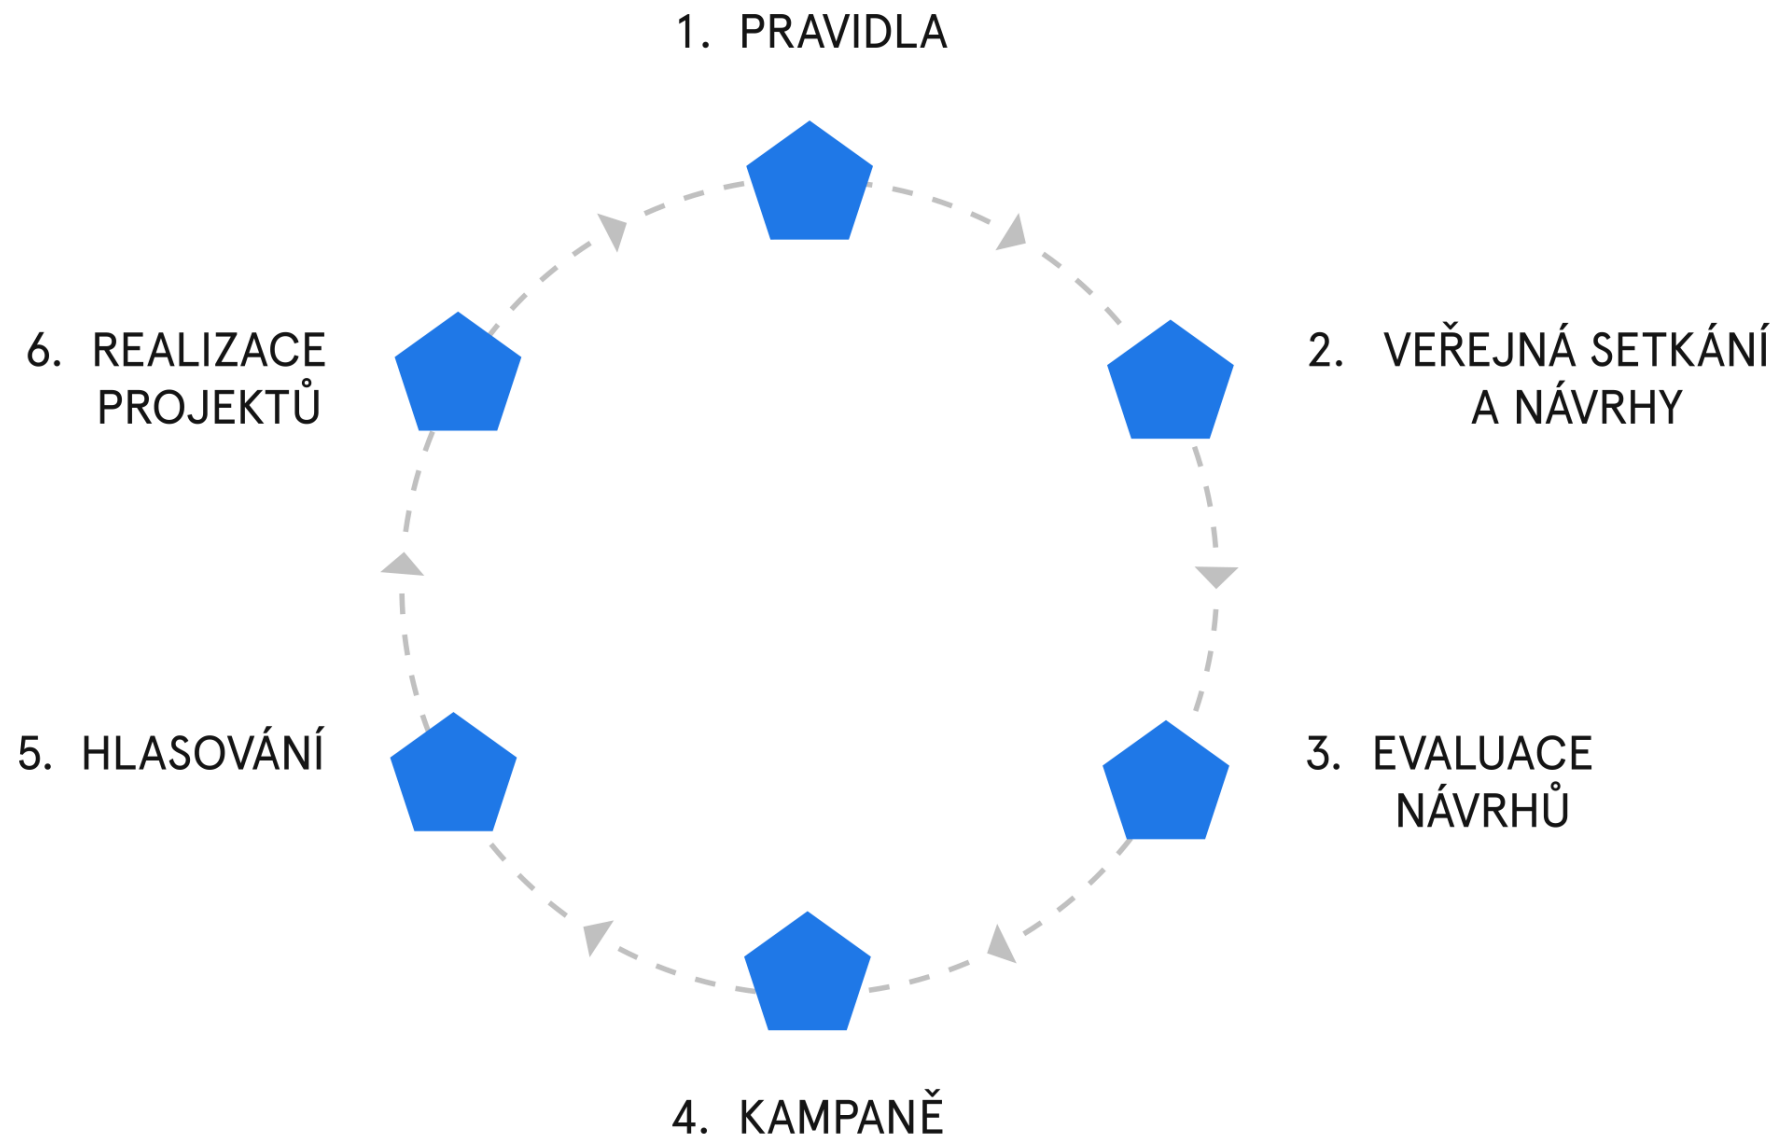 1. PRAVIDLA
2. VEŘEJNÁ SETKÁNÍ
A NÁVRHY
3. EVALUACE
NÁVRHŮ
4. KAMPANĚ
5. HLASOVÁNÍ
6. REALIZACE
PROJEKTŮ